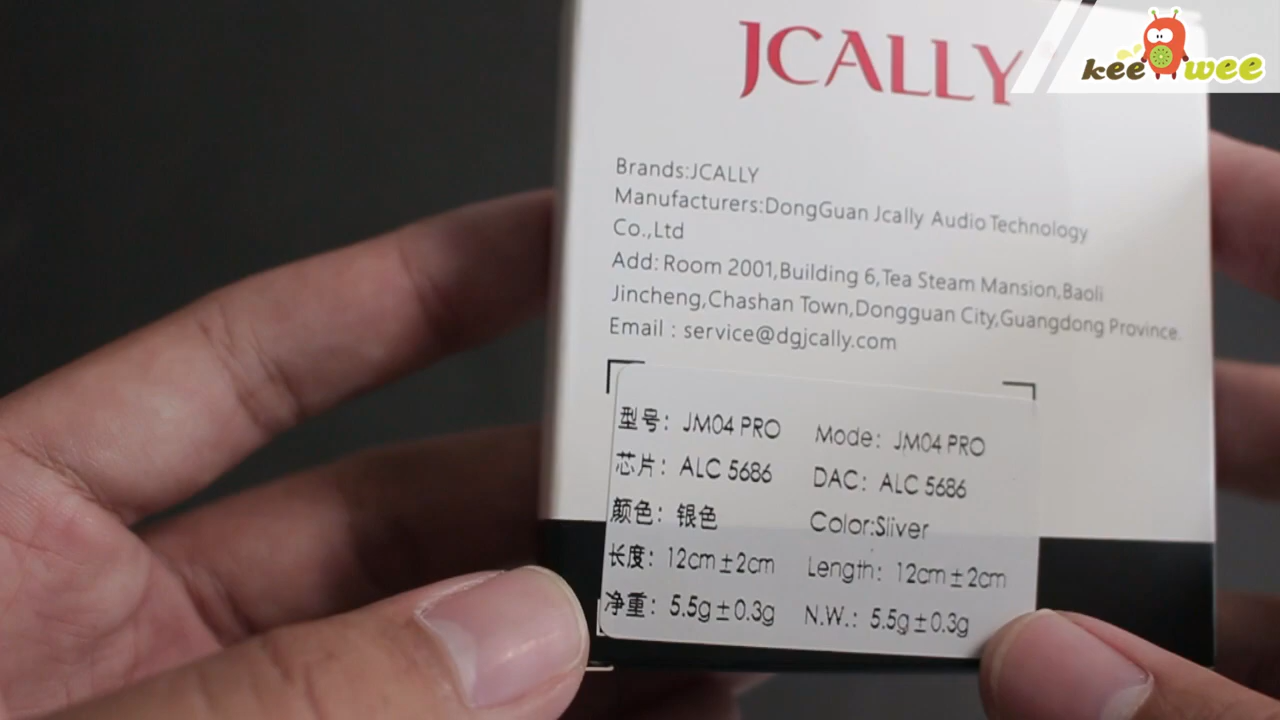 JCALLY
keewee
Brands:JCALLY
Manufacturers:DongGuan Jcally Audio Technology
Co.,Ltd
Add: Room 2001,Building 6,Tea Steam Mansion,Baoli
Jincheng,Chashan Town,Dongguan City,Guangdong Province.
Email : service@dgjcally.com
型号: JM04 PRO Mode: JM04 PRO
芯片: ALC 5686 DAC: ALC 5686
颜色: 银色 Color:Sliver
长度: 12cm±2cm Length: 12cm±2cm
净重: 5.5g±0.3g N.W.: 5.5g±0.3g